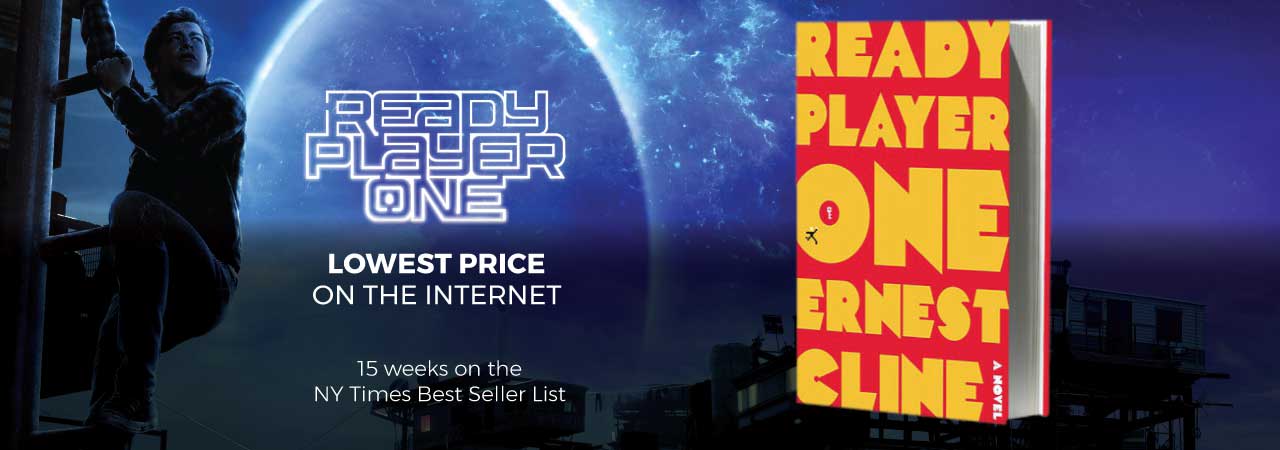 READY
PLAYER
ONE
LOWEST PRICE
ON THE INTERNET
15 weeks on the
NY Times Best Seller List
READY
PLAYER
ONE
ERNEST
CLINE
A NOVEL